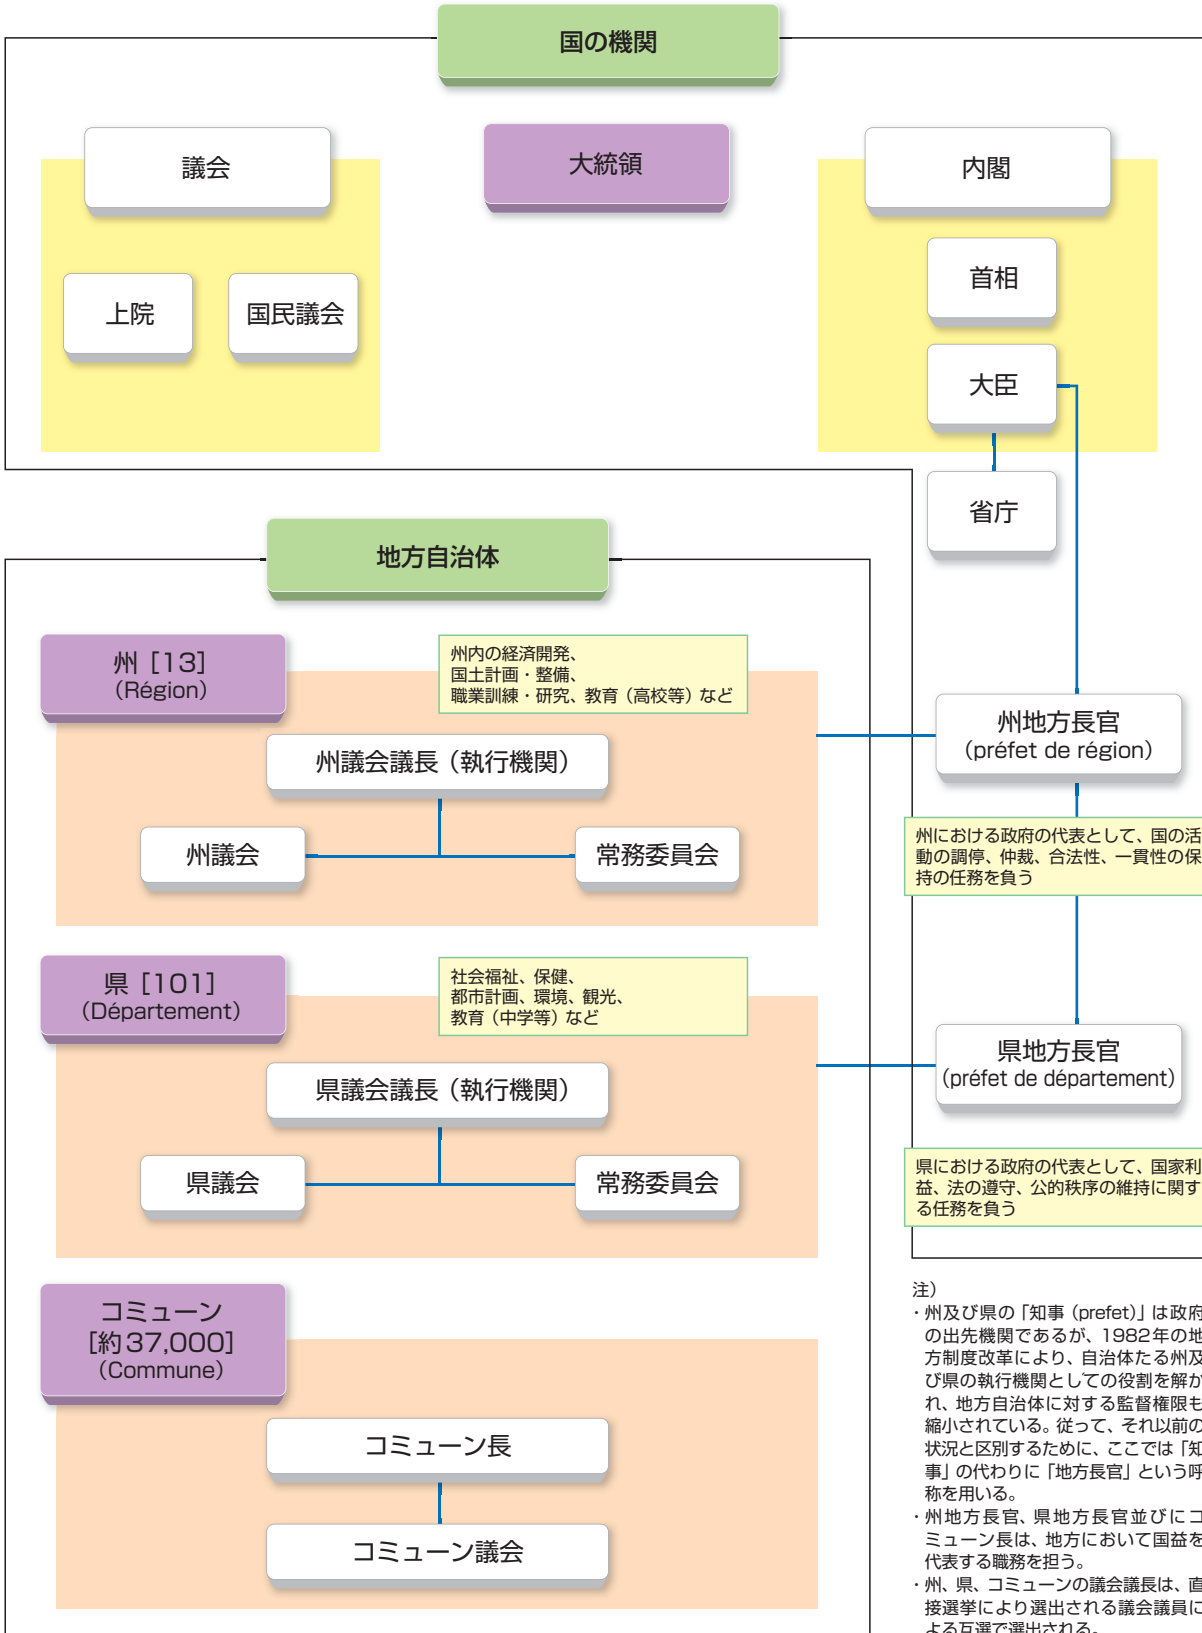 国の機関
議会
大統領
内閣
上院
国民議会
首相
大臣
省庁
地方自治体
州［13］
（Région）
州内の経済開発、
国土計画・整備、
職業訓練・研究、教育（高校等）など
州議会議長（執行機関）
州議会
常務委員会
州地方長官
（préfet de région）
州における政府の代表として、国の活
動の調停、仲裁、合法性、一貫性の保
持の任務を負う
県［101］
（Département）
社会福祉、保健、
都市計画、環境、観光、
教育（中学等）など
県議会議長（執行機関）
県議会
常務委員会
県地方長官
（préfet de département）
県における政府の代表として、国家利
益、法の遵守、公的秩序の維持に関す
る任務を負う
コミューン
［約37,000］
（Commune）
コミューン長
コミューン議会
注）
・州及び県の「知事（prefet）」は政府
の出先機関であるが、1982年の地
方制度改革により、自治体たる州及
び県の執行機関としての役割を解か
れ、地方自治体に対する監督権限も
縮小されている。従って、それ以前の
状況と区別するために、ここでは「知
事」の代わりに「地方長官」という呼
称を用いる。
・州地方長官、県地方長官並びにコ
ミューン長は、地方において国益を
代表する職務を担う。
・州、県、コミューンの議会議長は、直
接選挙により選出される議会議員に
よる互選で選出される。